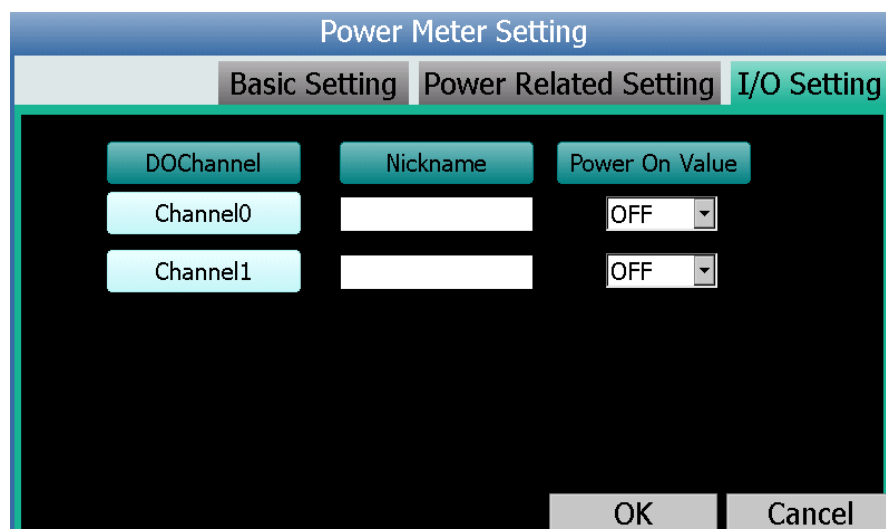 Power Meter Setting
Basic Setting Power Related Setting I/O Setting
DOChannel Nickname Power On Value
Channel0 OFF
Channel1 OFF
OK Cancel